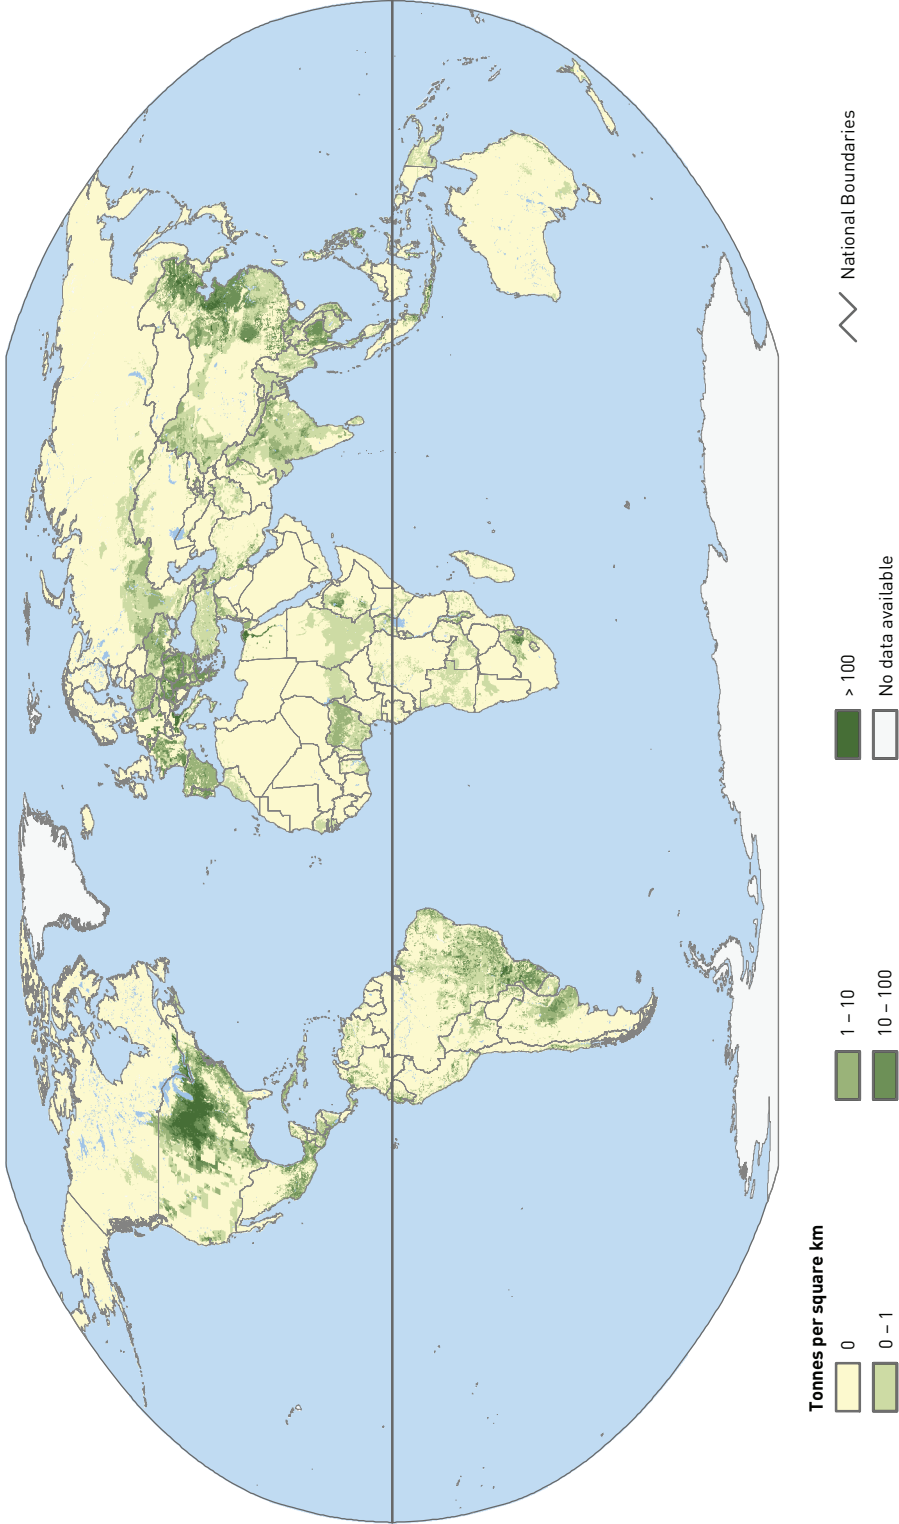 Tonnes per square km
0
0 – 1
1 – 10
10 – 100
> 100
No data available
National Boundaries